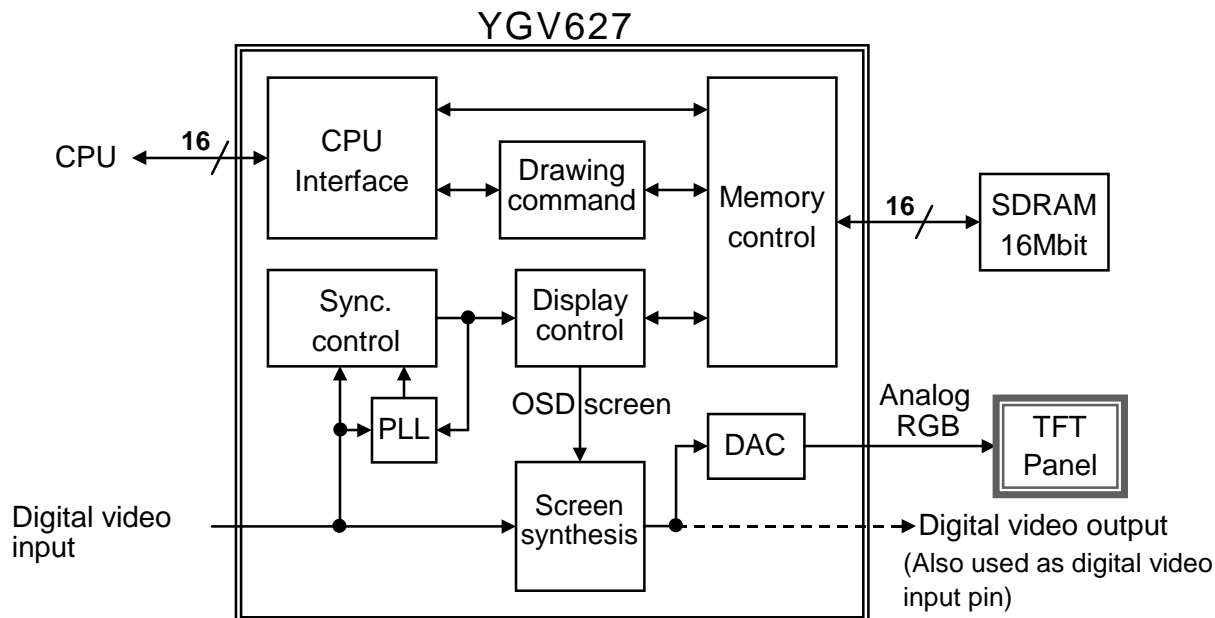 YGV627
CPU
16
CPU
Interface
Drawing
command
Memory
control
16
SDRAM
16Mbit
Sync.
control
Display
control
PLL
OSD screen
DAC
Analog
RGB
TFT
Panel
Digital video
input
Screen
synthesis
Digital video output
(Also used as digital video
input pin)